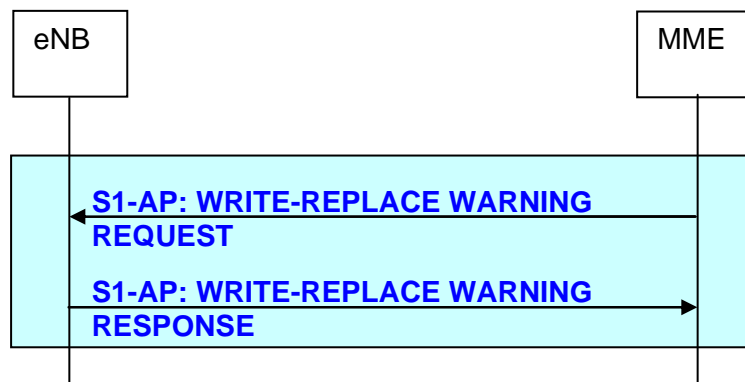 eNB
MME
S1-AP: WRITE-REPLACE WARNING
REQUEST
S1-AP: WRITE-REPLACE WARNING
RESPONSE